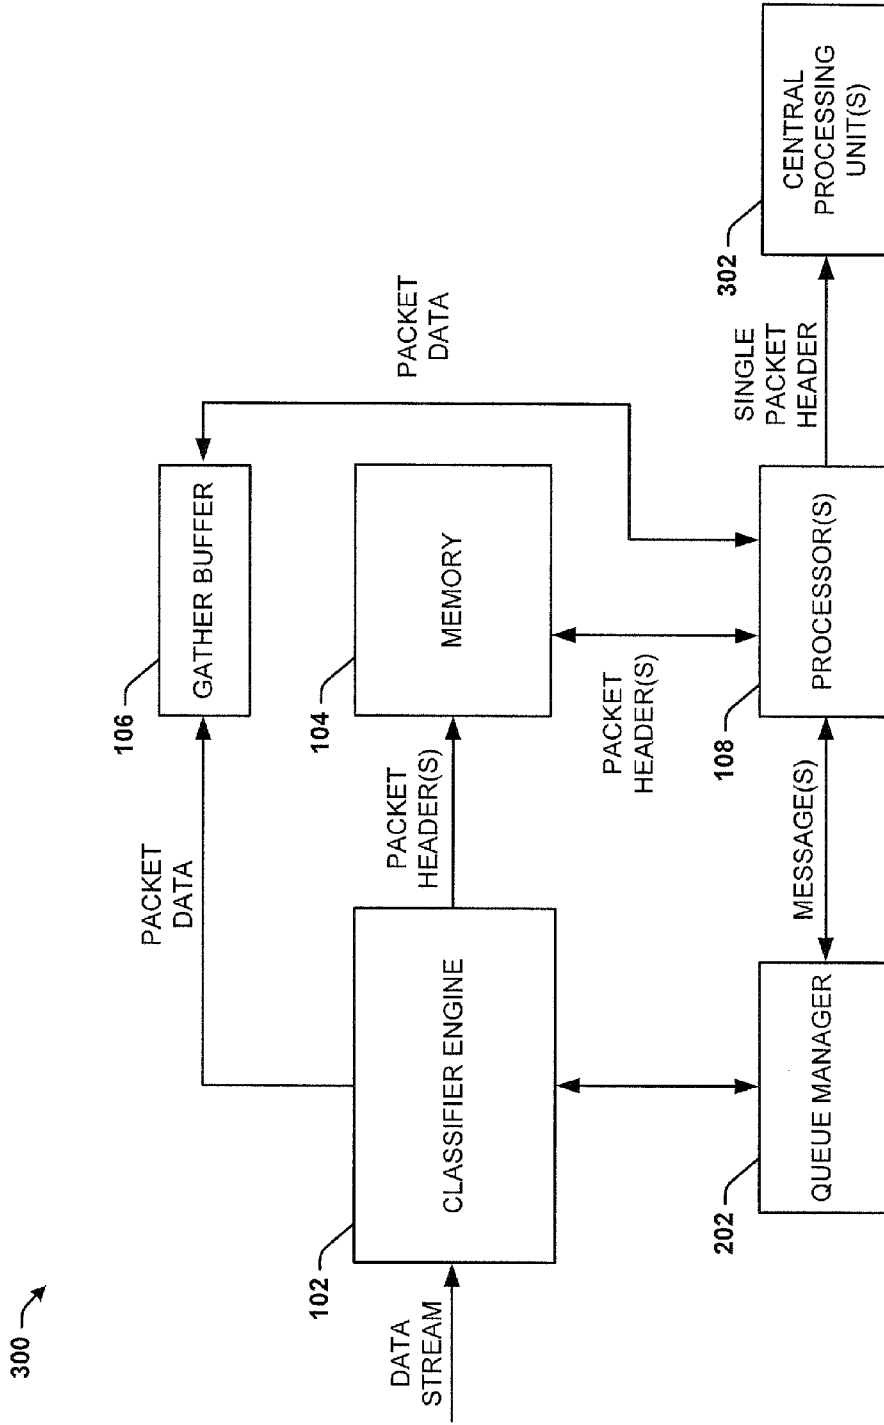 300
DATA
STREAM
102
CLASSIFIER ENGINE
PACKET
DATA
PACKET
HEADER(S)
106
GATHER BUFFER
104
MEMORY
PACKET
DATA
PACKET
HEADER(S)
202
QUEUE MANAGER
MESSAGE(S)
108
PROCESSOR(S)
SINGLE
PACKET
HEADER
302
CENTRAL
PROCESSING
UNIT(S)